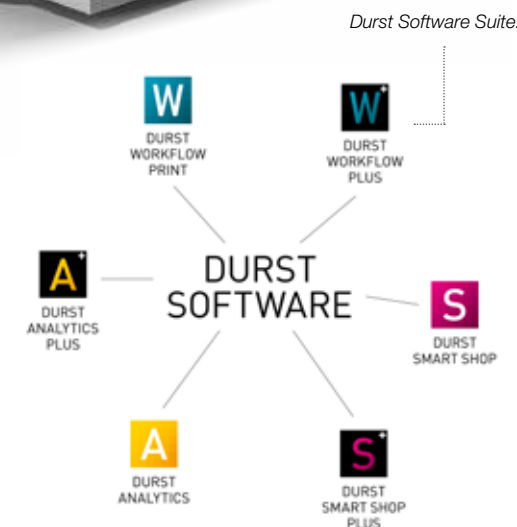 Durst Software Suite.
W
DURST
WORKFLOW
PRINT
W+
DURST
WORKFLOW
PLUS
DURST
SOFTWARE
A+
DURST
ANALYTICS
PLUS
S
DURST
SMART SHOP
A
DURST
ANALYTICS
S+
DURST
SMART SHOP
PLUS